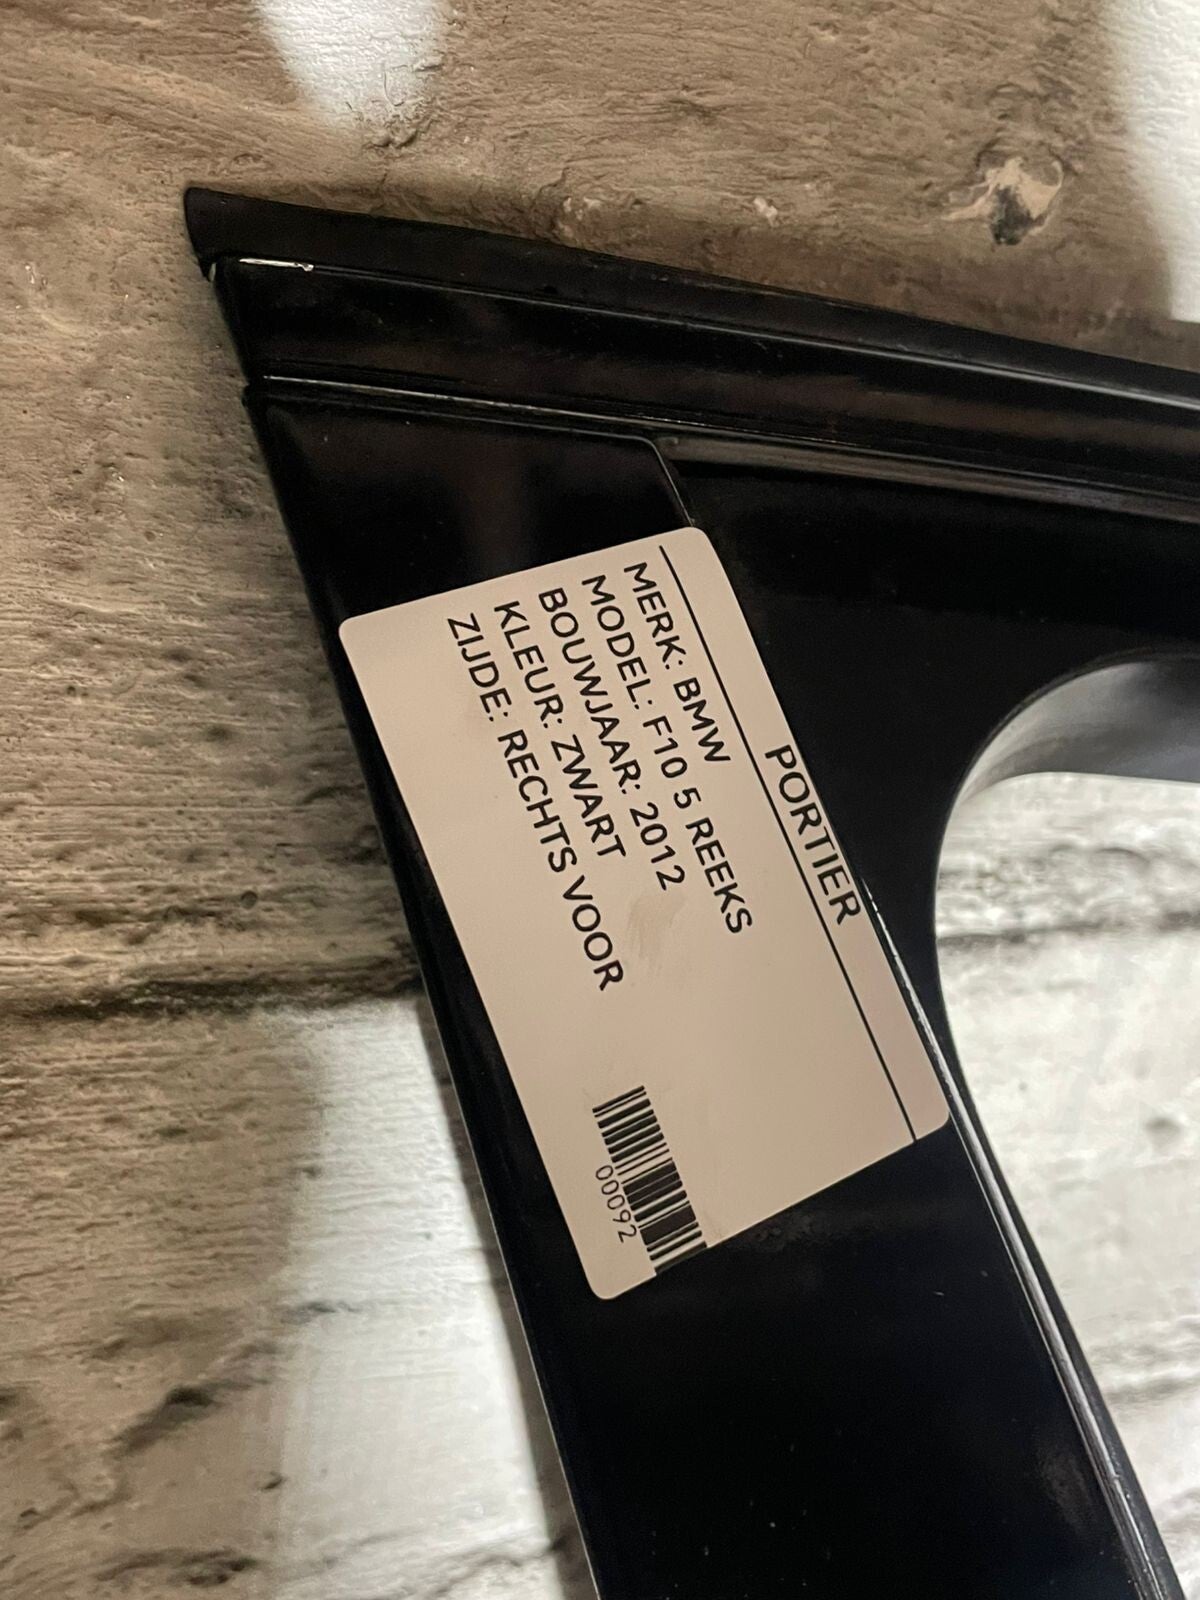 PORTIER
MERK: BMW
MODEL: F10 5 REEKS
BOUWJAAR: 2012
KLEUR: ZWART
ZIJDE: RECHTS VOOR
00092